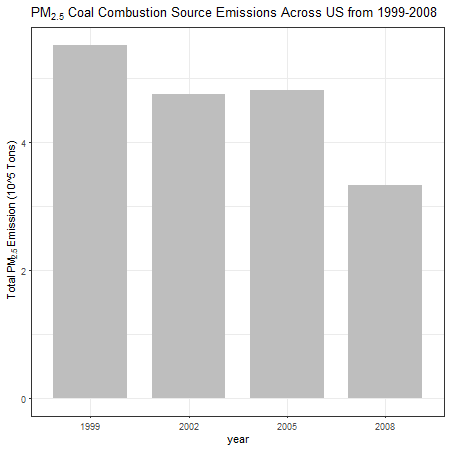 PM2.5 Coal Combustion Source Emissions Across US from 1999-2008
Total PM2.5 Emission (10^5 Tons)
4
2
0
1999 2002 2005 2008
year